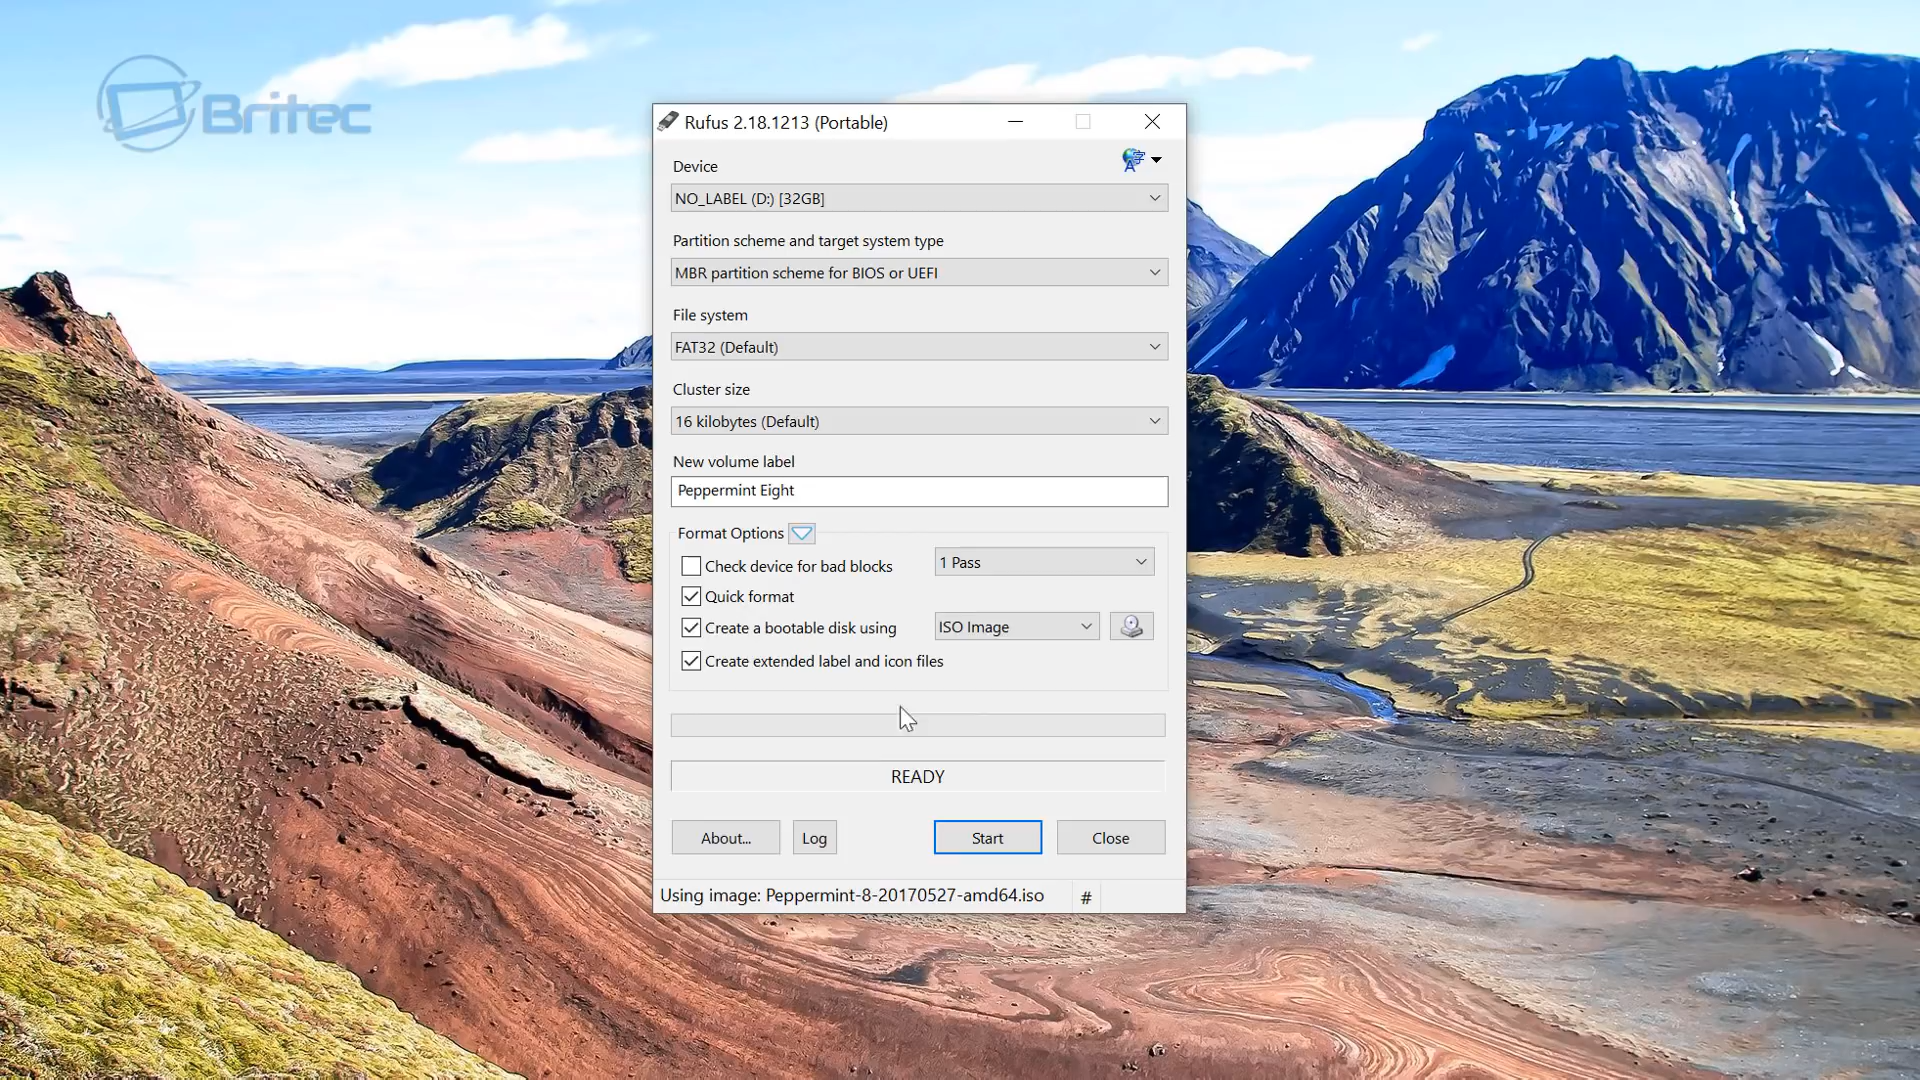 Britec
Rufus 2.18.1213 (Portable)
Device
NO_LABEL (D:) [32GB]
Partition scheme and target system type
MBR partition scheme for BIOS or UEFI
File system
FAT32 (Default)
Cluster size
16 kilobytes (Default)
New volume label
Peppermint Eight
Format Options
Check device for bad blocks
1 Pass
Quick format
Create a bootable disk using
ISO Image
Create extended label and icon files
READY
About...
Log
Start
Close
Using image: Peppermint-8-20170527-amd64.iso
#